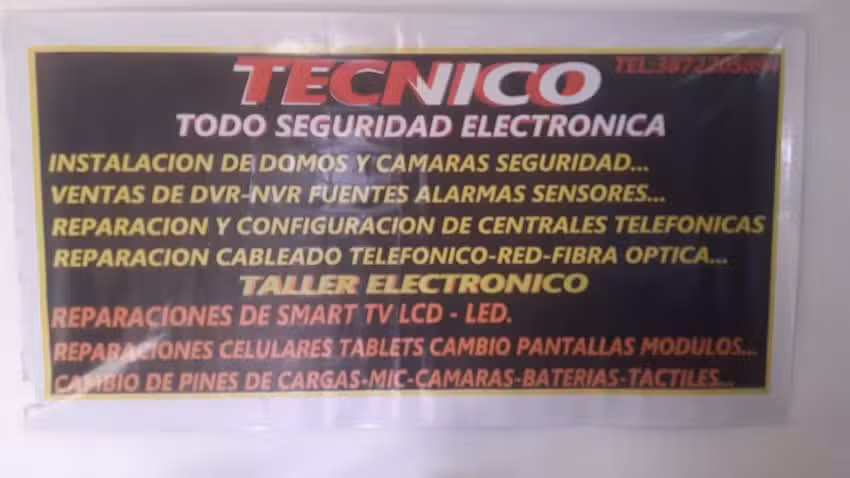 TECNICO
TEL:
TODO SEGURIDAD ELECTRONICA
INSTALACION DE DOMOS Y CAMARAS SEGURIDAD...
VENTAS DE DVR-NVR FUENTES ALARMAS SENSORES...
REPARACION Y CONFIGURACION DE CENTRALES TELEFONICAS
REPARACION CABLEADO TELEFONICO-RED-FIBRA OPTICA...
TALLER ELECTRONICO
REPARACIONES DE SMART TV LCD - LED.
REPARACIONES CELULARES TABLETS CAMBIO PANTALLAS MODULOS...
CAMBIO DE PINES DE CARGAS-MIC-CAMARAS-BATERIAS-TACTILES...